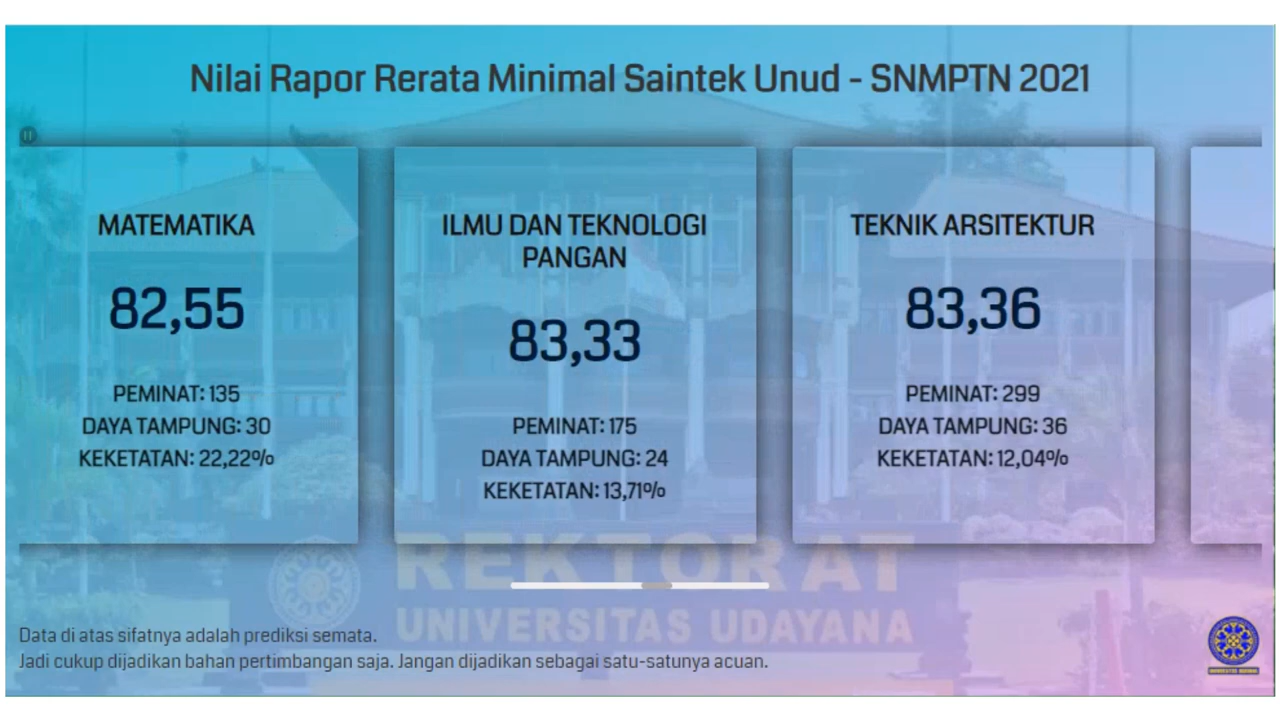 Nilai Rapor Rerata Minimal Saintek Unud - SNMPTN 2021
MATEMATIKA
82,55
PEMINAT: 135
DAYA TAMPUNG: 30
KEKETATAN: 22,22%
ILMU DAN TEKNOLOGI
PANGAN
83,33
PEMINAT: 175
DAYA TAMPUNG: 24
KEKETATAN: 13,71%
TEKNIK ARSITEKTUR
83,36
PEMINAT: 299
DAYA TAMPUNG: 36
KEKETATAN: 12,04%
REKTORAT
UNIVERSITAS UDAYANA
Data di atas sifatnya adalah prediksi semata.
Jadi cukup dijadikan bahan pertimbangan saja. Jangan dijadikan sebagai satu-satunya acuan.
UNIVERSITAS UDAYANA